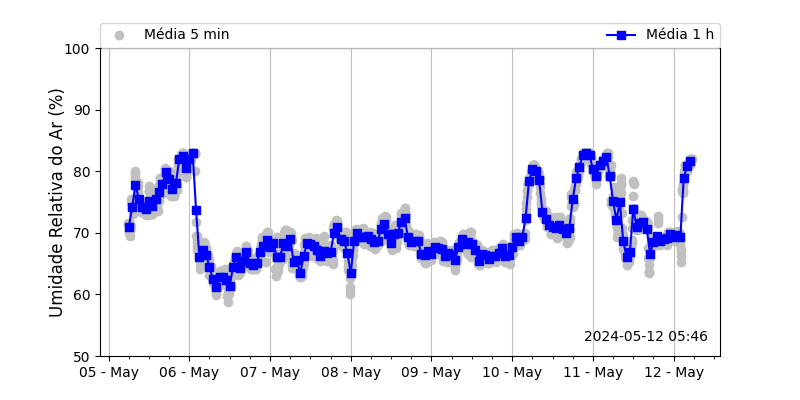 Média 5 min
Média 1 h
Umidade Relativa do Ar (%)
100
90
80
70
60
50
2024-05-12 05:46
05 - May
06 - May
07 - May
08 - May
09 - May
10 - May
11 - May
12 - May